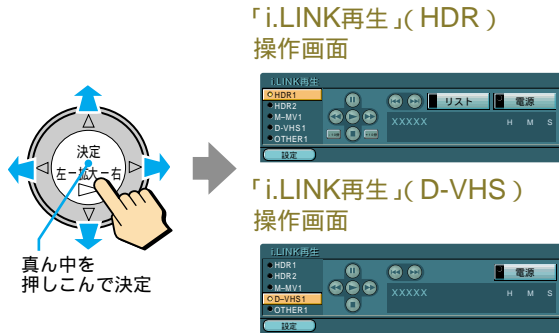 「i.LINK再生」（HDR）
操作画面
i.LINK再生
HDR1
HDR2
M-MV1
D-VHS1
OTHER1
リスト
電源
XXXXX
H M S
設定
決定
左－拡大－右
真ん中を
押しこんで決定
「i.LINK再生」（D-VHS）
操作画面
i.LINK再生
HDR1
HDR2
M-MV1
D-VHS1
OTHER1
電源
XXXXX
H M S
設定